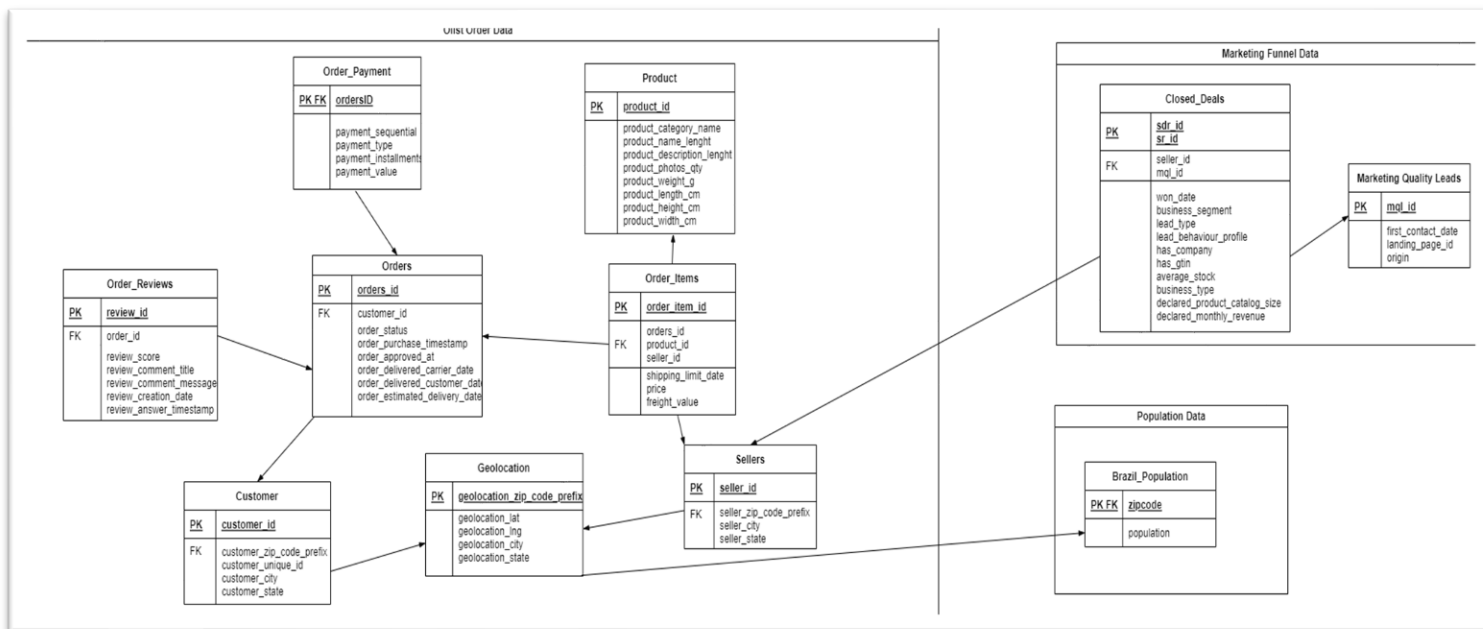 Olist Order Data
Order_Payment
PK FK ordersID
payment_sequential
payment_type
payment_installments
payment_value
Product
PK product_id
product_category_name
product_name_lenght
product_description_lenght
product_photos_qty
product_weight_g
product_length_cm
product_height_cm
product_width_cm
Order_Reviews
PK review_id
FK order_id
review_score
review_comment_title
review_comment_message
review_creation_date
review_answer_timestamp
Orders
PK orders_id
FK customer_id
order_status
order_purchase_timestamp
order_approved_at
order_delivered_carrier_date
order_delivered_customer_date
order_estimated_delivery_date
Order_Items
PK order_item_id
orders_id
FK product_id
seller_id
shipping_limit_date
price
freight_value
Customer
PK customer_id
FK customer_zip_code_prefix
customer_unique_id
customer_city
customer_state
Geolocation
PK geolocation_zip_code_prefix
geolocation_lat
geolocation_lng
geolocation_city
geolocation_state
Sellers
PK seller_id
FK seller_zip_code_prefix
seller_city
seller_state
Marketing Funnel Data
Closed_Deals
PK sdr_id
sr_id
seller_id
FK mql_id
won_date
business_segment
lead_type
lead_behaviour_profile
has_company
has_gtin
average_stock
business_type
declared_product_catalog_size
declared_monthly_revenue
Marketing Quality Leads
PK mql_id
first_contact_date
landing_page_id
origin
Population Data
Brazil_Population
PK FK zipcode
population